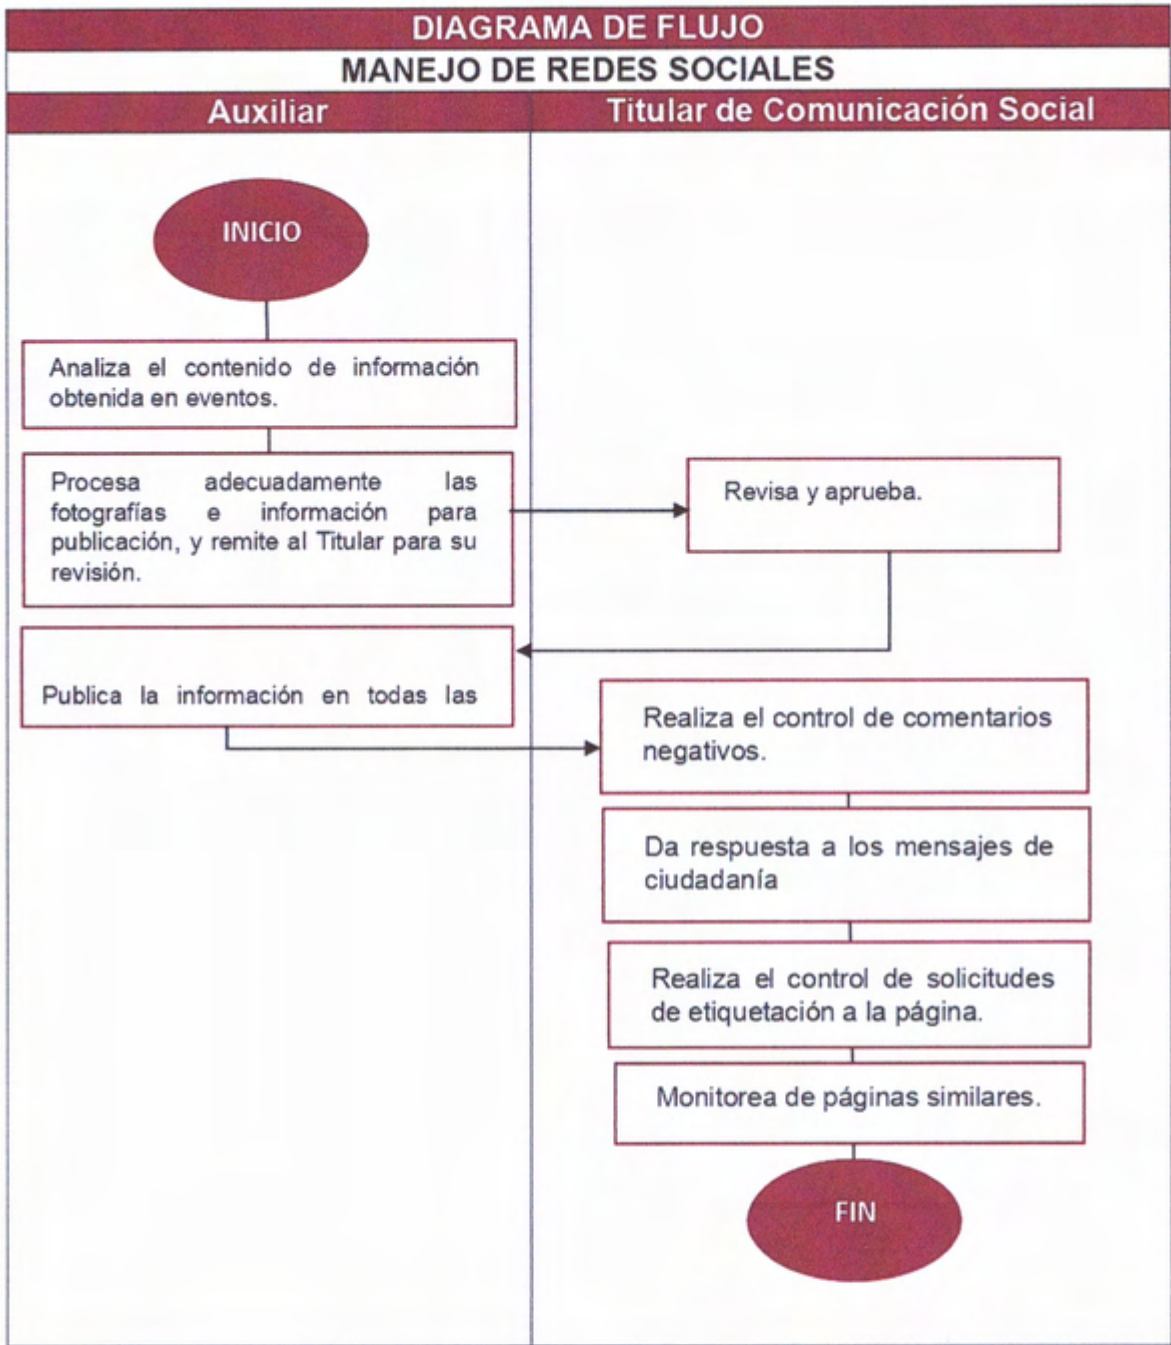 DIAGRAMA DE FLUJO
MANEJO DE REDES SOCIALES
Auxiliar
Titular de Comunicación Social
INICIO
Analiza el contenido de información
obtenida en eventos.
Procesa adecuadamente las
fotografías e información para
publicación, y remite al Titular para su
revisión.
Revisa y aprueba.
Publica la información en todas las
Realiza el control de comentarios
negativos.
Da respuesta a los mensajes de
ciudadanía
Realiza el control de solicitudes
de etiquetación a la página.
Monitorea de páginas similares.
FIN